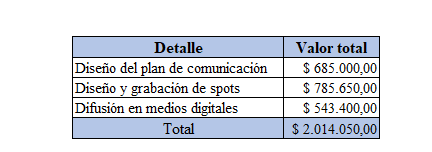 Detalle Valor total
Diseño del plan de comunicación $ 685.000,00
Diseño y grabación de spots $ 785.650,00
Difusión en medios digitales $ 543.400,00
Total $ 2.014.050,00